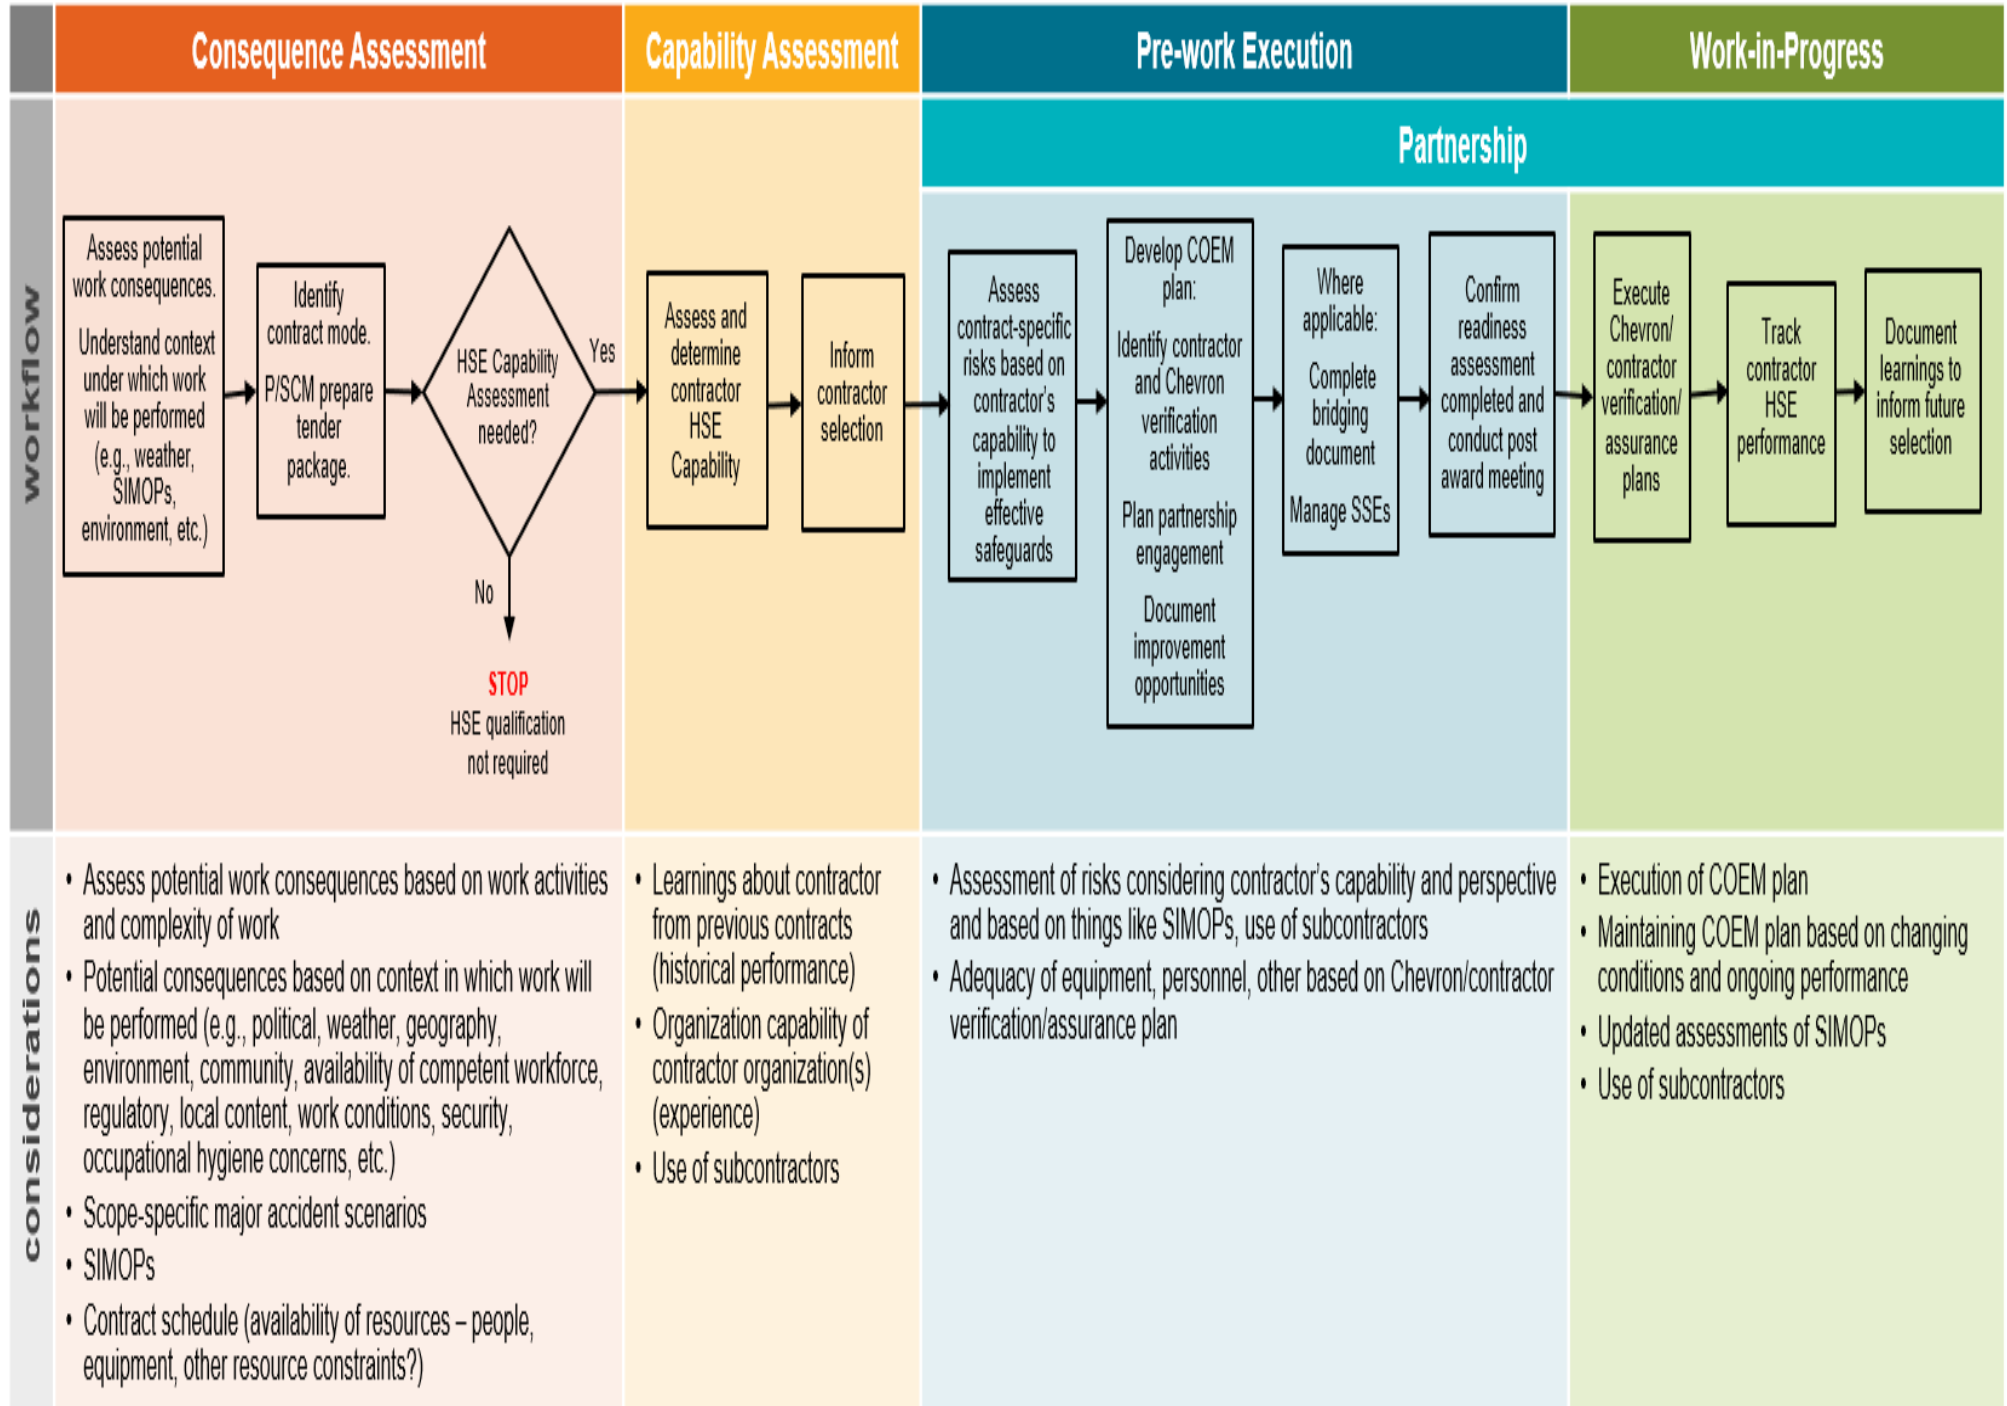 Consequence Assessment
Capability Assessment
Pre-work Execution
Work-in-Progress
Partnership
workflow
Assess potential
work consequences.
Understand context
under which work
will be performed
(e.g., weather,
SIMOPs,
environment, etc.)
Identify
contract mode.
P/SCM prepare
tender
package.
HSE Capability
Assessment
needed?
Yes
No
STOP
HSE qualification
not required
Assess and
determine
contractor
HSE
Capability
Inform
contractor
selection
Assess
contract-specific
risks based on
contractor's
capability to
implement
effective
safeguards
Develop COEM
plan:
Identify contractor
and Chevron
verification
activities
Plan partnership
engagement
Document
improvement
opportunities
Where
applicable:
Complete
bridging
document
Manage SSEs
Confirm
readiness
assessment
completed and
conduct post
award meeting
Execute
Chevron/
contractor
verification/
assurance
plans
Track
contractor
HSE
performance
Document
learnings to
inform future
selection
considerations
• Assess potential work consequences based on work activities
and complexity of work
• Potential consequences based on context in which work will
be performed (e.g., political, weather, geography,
environment, community, availability of competent workforce,
regulatory, local content, work conditions, security,
occupational hygiene concerns, etc.)
• Scope-specific major accident scenarios
• SIMOPs
• Contract schedule (availability of resources – people,
equipment, other resource constraints?)
• Learnings about contractor
from previous contracts
(historical performance)
• Organization capability of
contractor organization(s)
(experience)
• Use of subcontractors
• Assessment of risks considering contractor's capability and perspective
and based on things like SIMOPs, use of subcontractors
• Adequacy of equipment, personnel, other based on Chevron/contractor
verification/assurance plan
• Execution of COEM plan
• Maintaining COEM plan based on changing
conditions and ongoing performance
• Updated assessments of SIMOPs
• Use of subcontractors